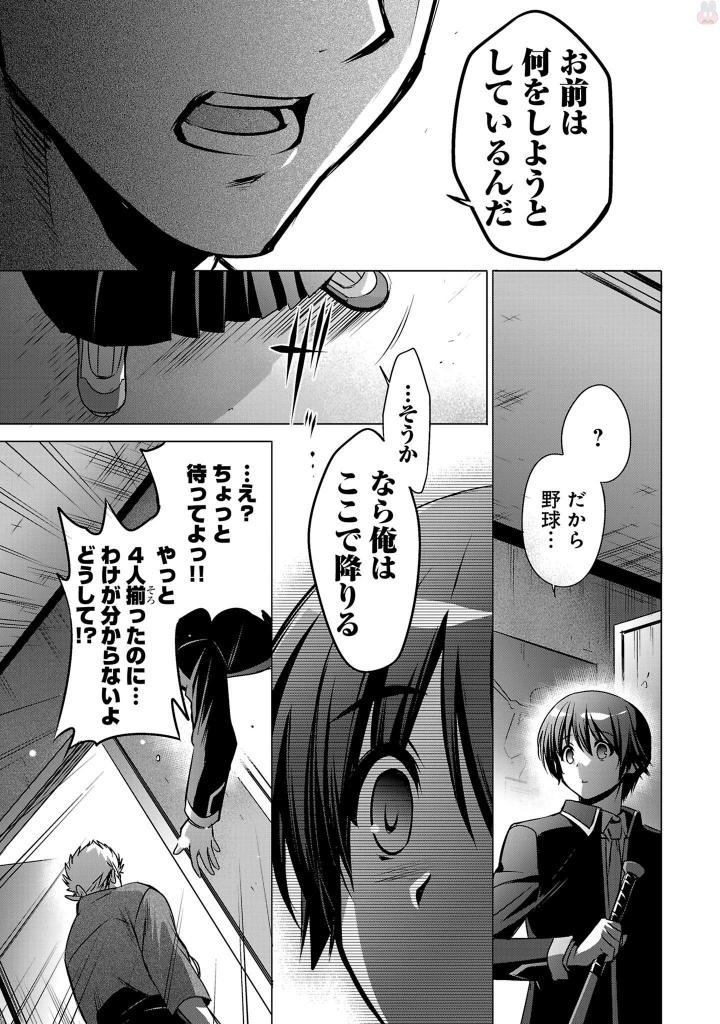 お前は
何をしようと
しているんだ
？
だから
野球…
…そうか
なら俺は
ここで降りる
…え？
ちょっと
待ってよっ!!
やっと
4人揃ったのに…
そろ
わけが分からないよ
どうして!?